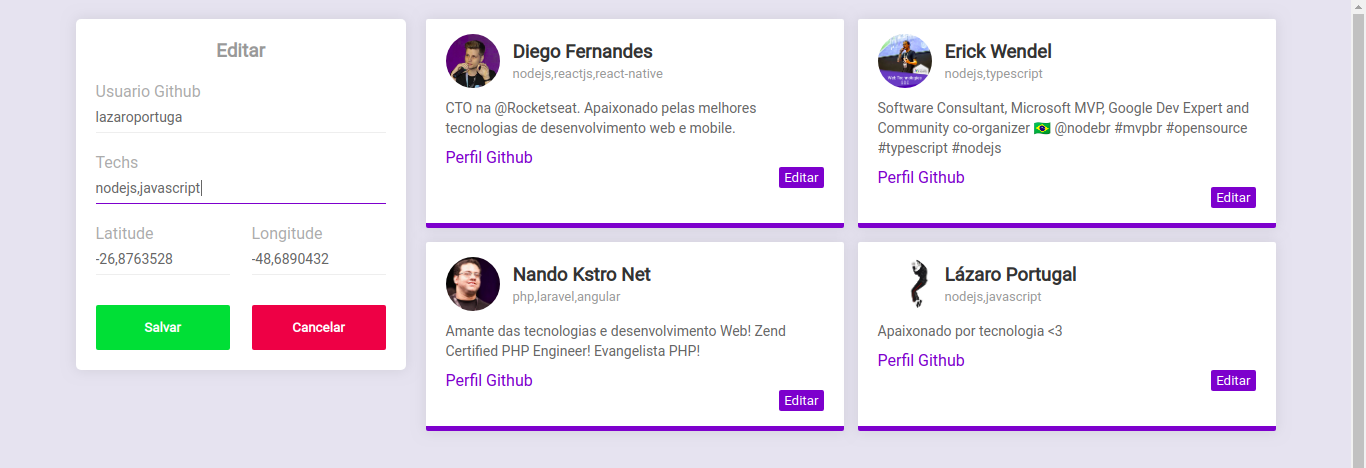 Editar
Usuario Github
lazaroportuga
Techs
nodejs,javascript
Latitude
Longitude
-26,8763528
-48,6890432
Salvar
Cancelar
Diego Fernandes
nodejs,reactjs,react-native
CTO na @Rocketseat. Apaixonado pelas melhores
tecnologias de desenvolvimento web e mobile.
Perfil Github
Editar
Erick Wendel
nodejs,typescript
Software Consultant, Microsoft MVP, Google Dev Expert and
Community co-organizer 🇧🇷 @nodebr #mvpbr #opensource
#typescript #nodejs
Perfil Github
Editar
Nando Kstro Net
php,laravel,angular
Amante das tecnologias e desenvolvimento Web! Zend
Certified PHP Engineer! Evangelista PHP!
Perfil Github
Editar
Lázaro Portugal
nodejs,javascript
Apaixonado por tecnologia <3
Perfil Github
Editar